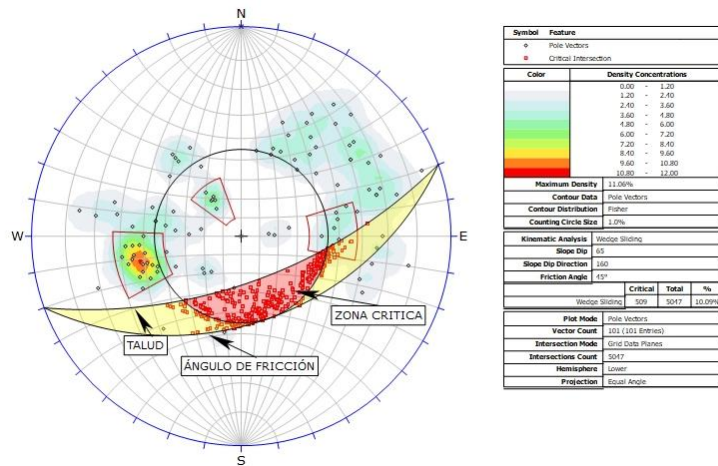 N
W
E
S
TALUD
ZONA CRITICA
ÁNGULO DE FRICCIÓN
Symbol Feature
Pole Vectors
Critical Intersection
Color Density Concentrations
0.00 - 1.20
1.20 - 2.40
2.40 - 3.60
3.60 - 4.80
4.80 - 6.00
6.00 - 7.20
7.20 - 8.40
8.40 - 9.60
9.60 - 10.80
10.80 - 12.00
Maximum Density 11.06%
Contour Data Pole Vectors
Contour Distribution Fisher
Counting Circle Size 1.0%
Kinematic Analysis Wedge Sliding
Slope Dip 65
Slope Dip Direction 160
Friction Angle 45°
Critical Total %
Wedge Sliding 509 5047 10.09%
Plot Mode Pole Vectors
Vector Count 101 (101 Entries)
Intersection Mode Grid Data Planes
Intersections Count 5047
Hemisphere Lower
Projection Equal Angle